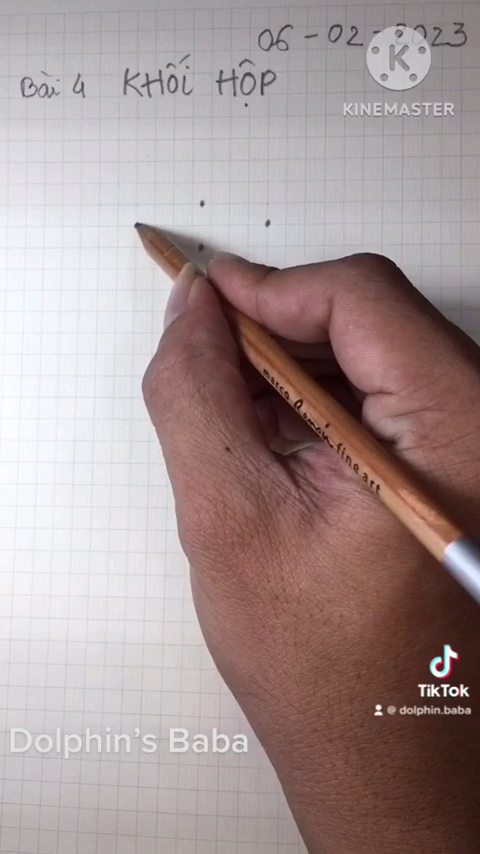 06-02-2023
KINEMASTER
Bài 4 KHỐI HỘP
marco Renoir fine art
TikTok
@ dolphin.baba
Dolphin's Baba